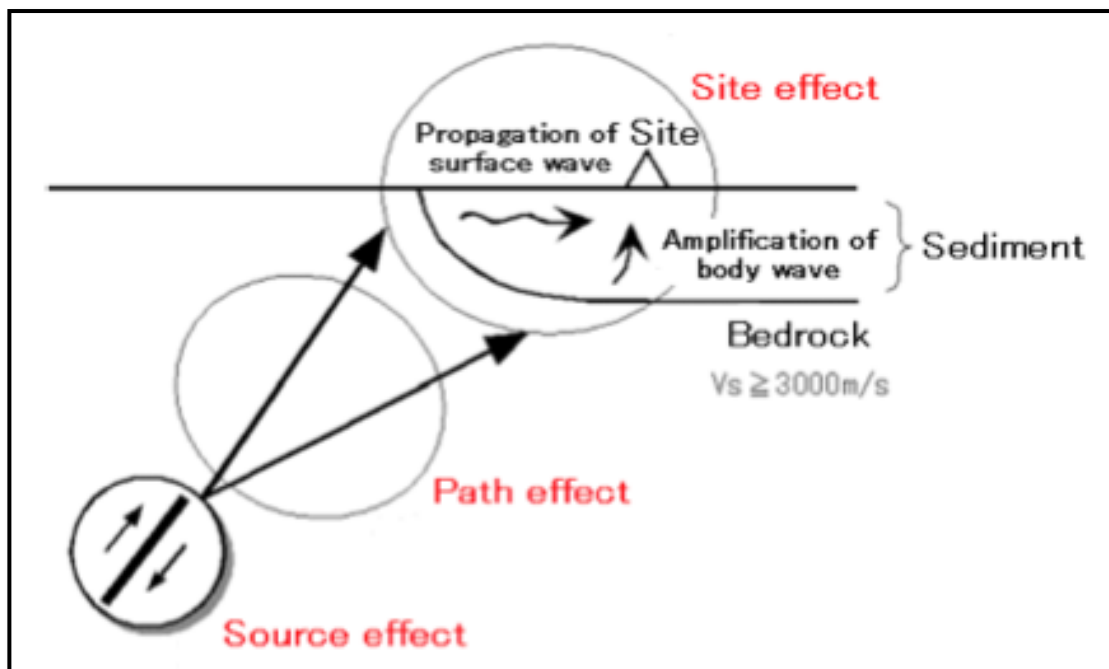 Site effect
Propagation of Site
surface wave
Amplification of
body wave
Sediment
Bedrock
Vs≧3000m/s
Path effect
Source effect